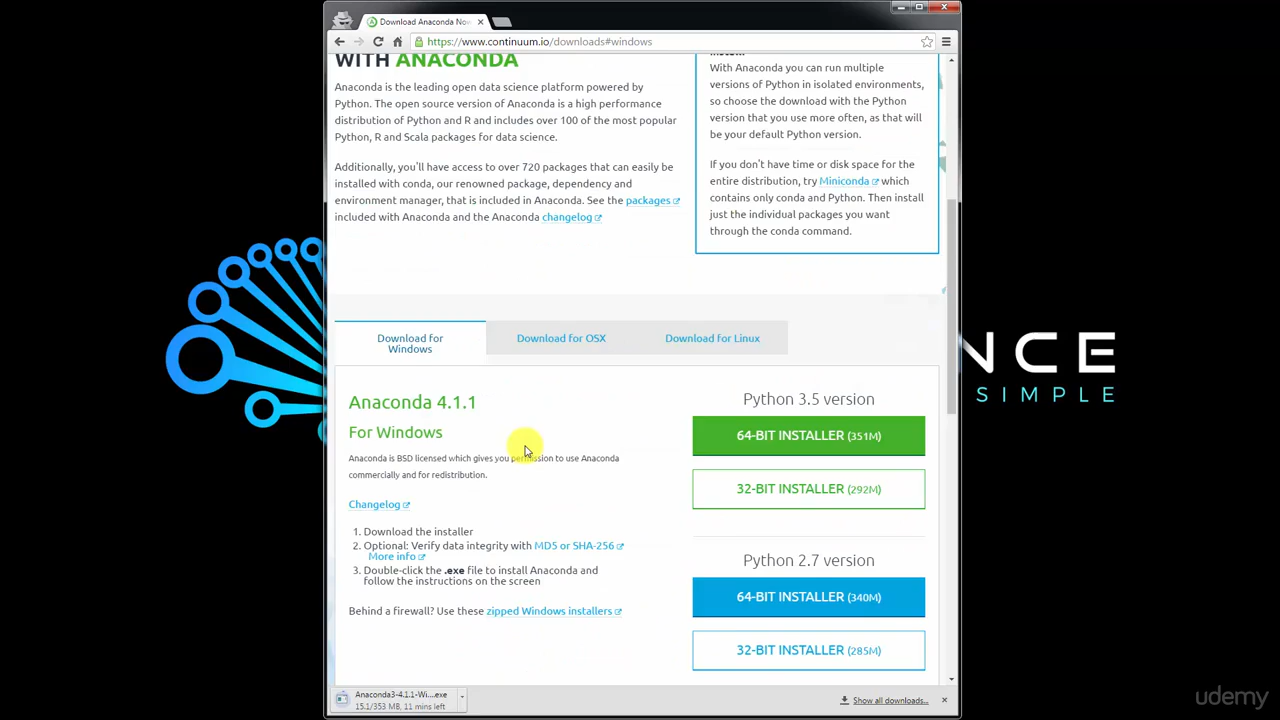 Download Anaconda Now
https://www.continuum.io/downloads#windows
WITH ANACONDA
Anaconda is the leading open data science platform powered by
Python. The open source version of Anaconda is a high performance
distribution of Python and R and includes over 100 of the most popular
Python, R and Scala packages for data science.
Additionally, you'll have access to over 720 packages that can easily be
installed with conda, our renowned package, dependency and
environment manager, that is included in Anaconda. See the packages
included with Anaconda and the Anaconda changelog
With Anaconda you can run multiple
versions of Python in isolated environments,
so choose the download with the Python
version that you use more often, as that will
be your default Python version.
If you don't have time or disk space for the
entire distribution, try Miniconda which
contains only conda and Python. Then install
just the individual packages you want
through the conda command.
Download for
Windows
Download for OSX
Download for Linux
Anaconda 4.1.1
For Windows
Anaconda is BSD licensed which gives you permission to use Anaconda
commercially and for redistribution.
Changelog
1. Download the installer
2. Optional: Verify data integrity with MD5 or SHA-256
More info
3. Double-click the .exe file to install Anaconda and
follow the instructions on the screen
Behind a firewall? Use these zipped Windows installers
Python 3.5 version
64-BIT INSTALLER (351M)
32-BIT INSTALLER (292M)
Python 2.7 version
64-BIT INSTALLER (340M)
32-BIT INSTALLER (285M)
NCE
SIMPLE
Anaconda3-4.1.1-Wi....exe
15.1/353 MB, 11 mins left
Show all downloads...
udemy